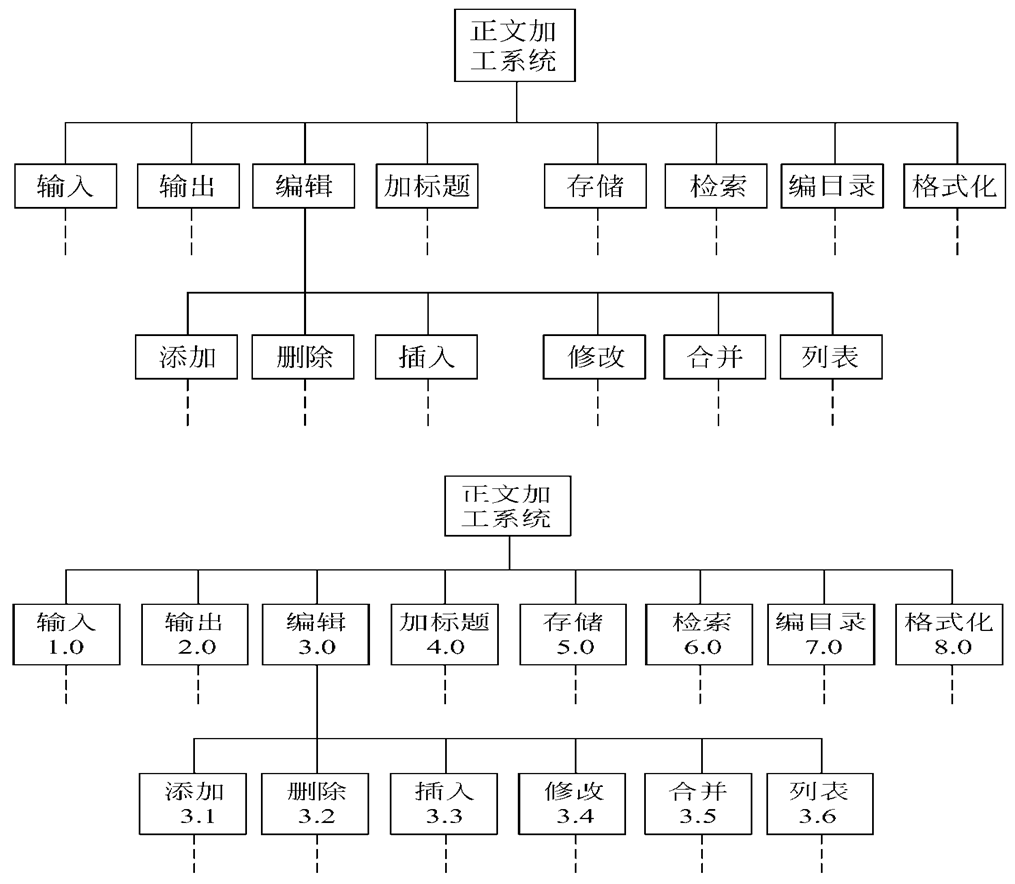 正文加
工系统
输入 输出 编辑 加标题 存储 检索 编目录 格式化
添加 删除 插入 修改 合并 列表
正文加
工系统
输入 输出 编辑 加标题 存储 检索 编目录 格式化
1.0 2.0 3.0 4.0 5.0 6.0 7.0 8.0
添加 删除 插入 修改 合并 列表
3.1 3.2 3.3 3.4 3.5 3.6